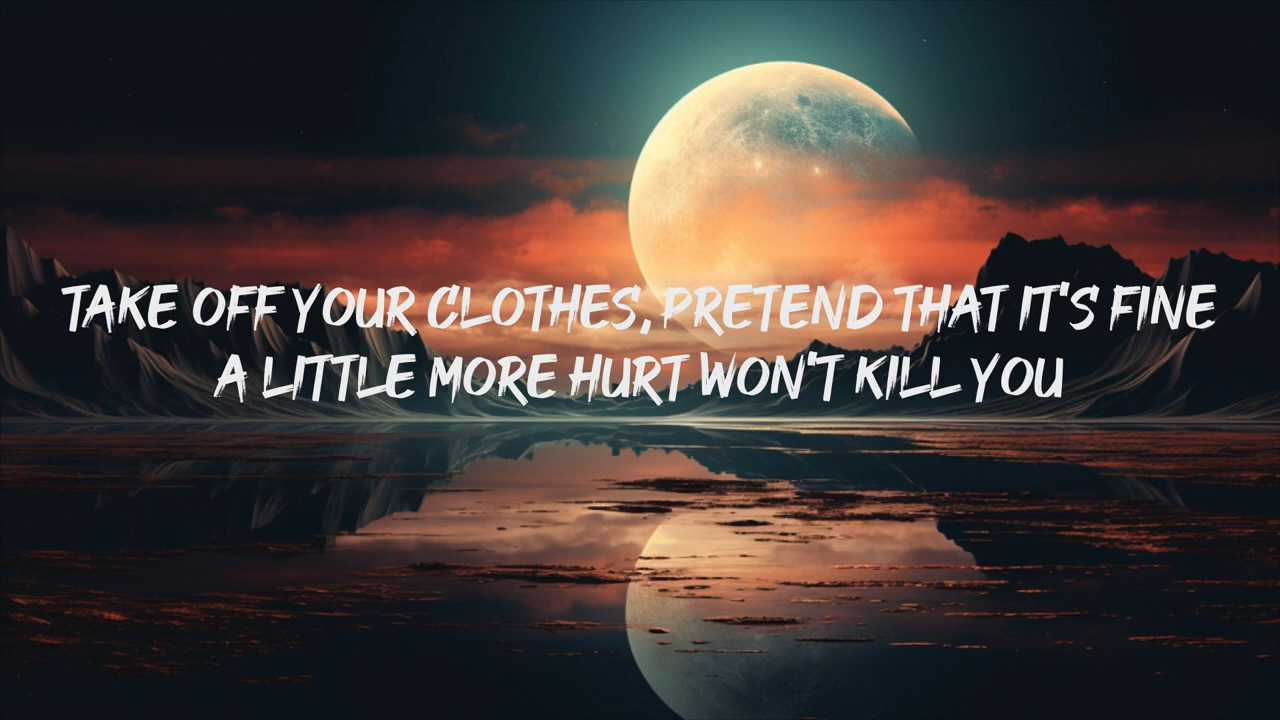 TAKE OFF YOUR CLOTHES, PRETEND THAT IT'S FINE
A LITTLE MORE HURT WON'T KILL YOU